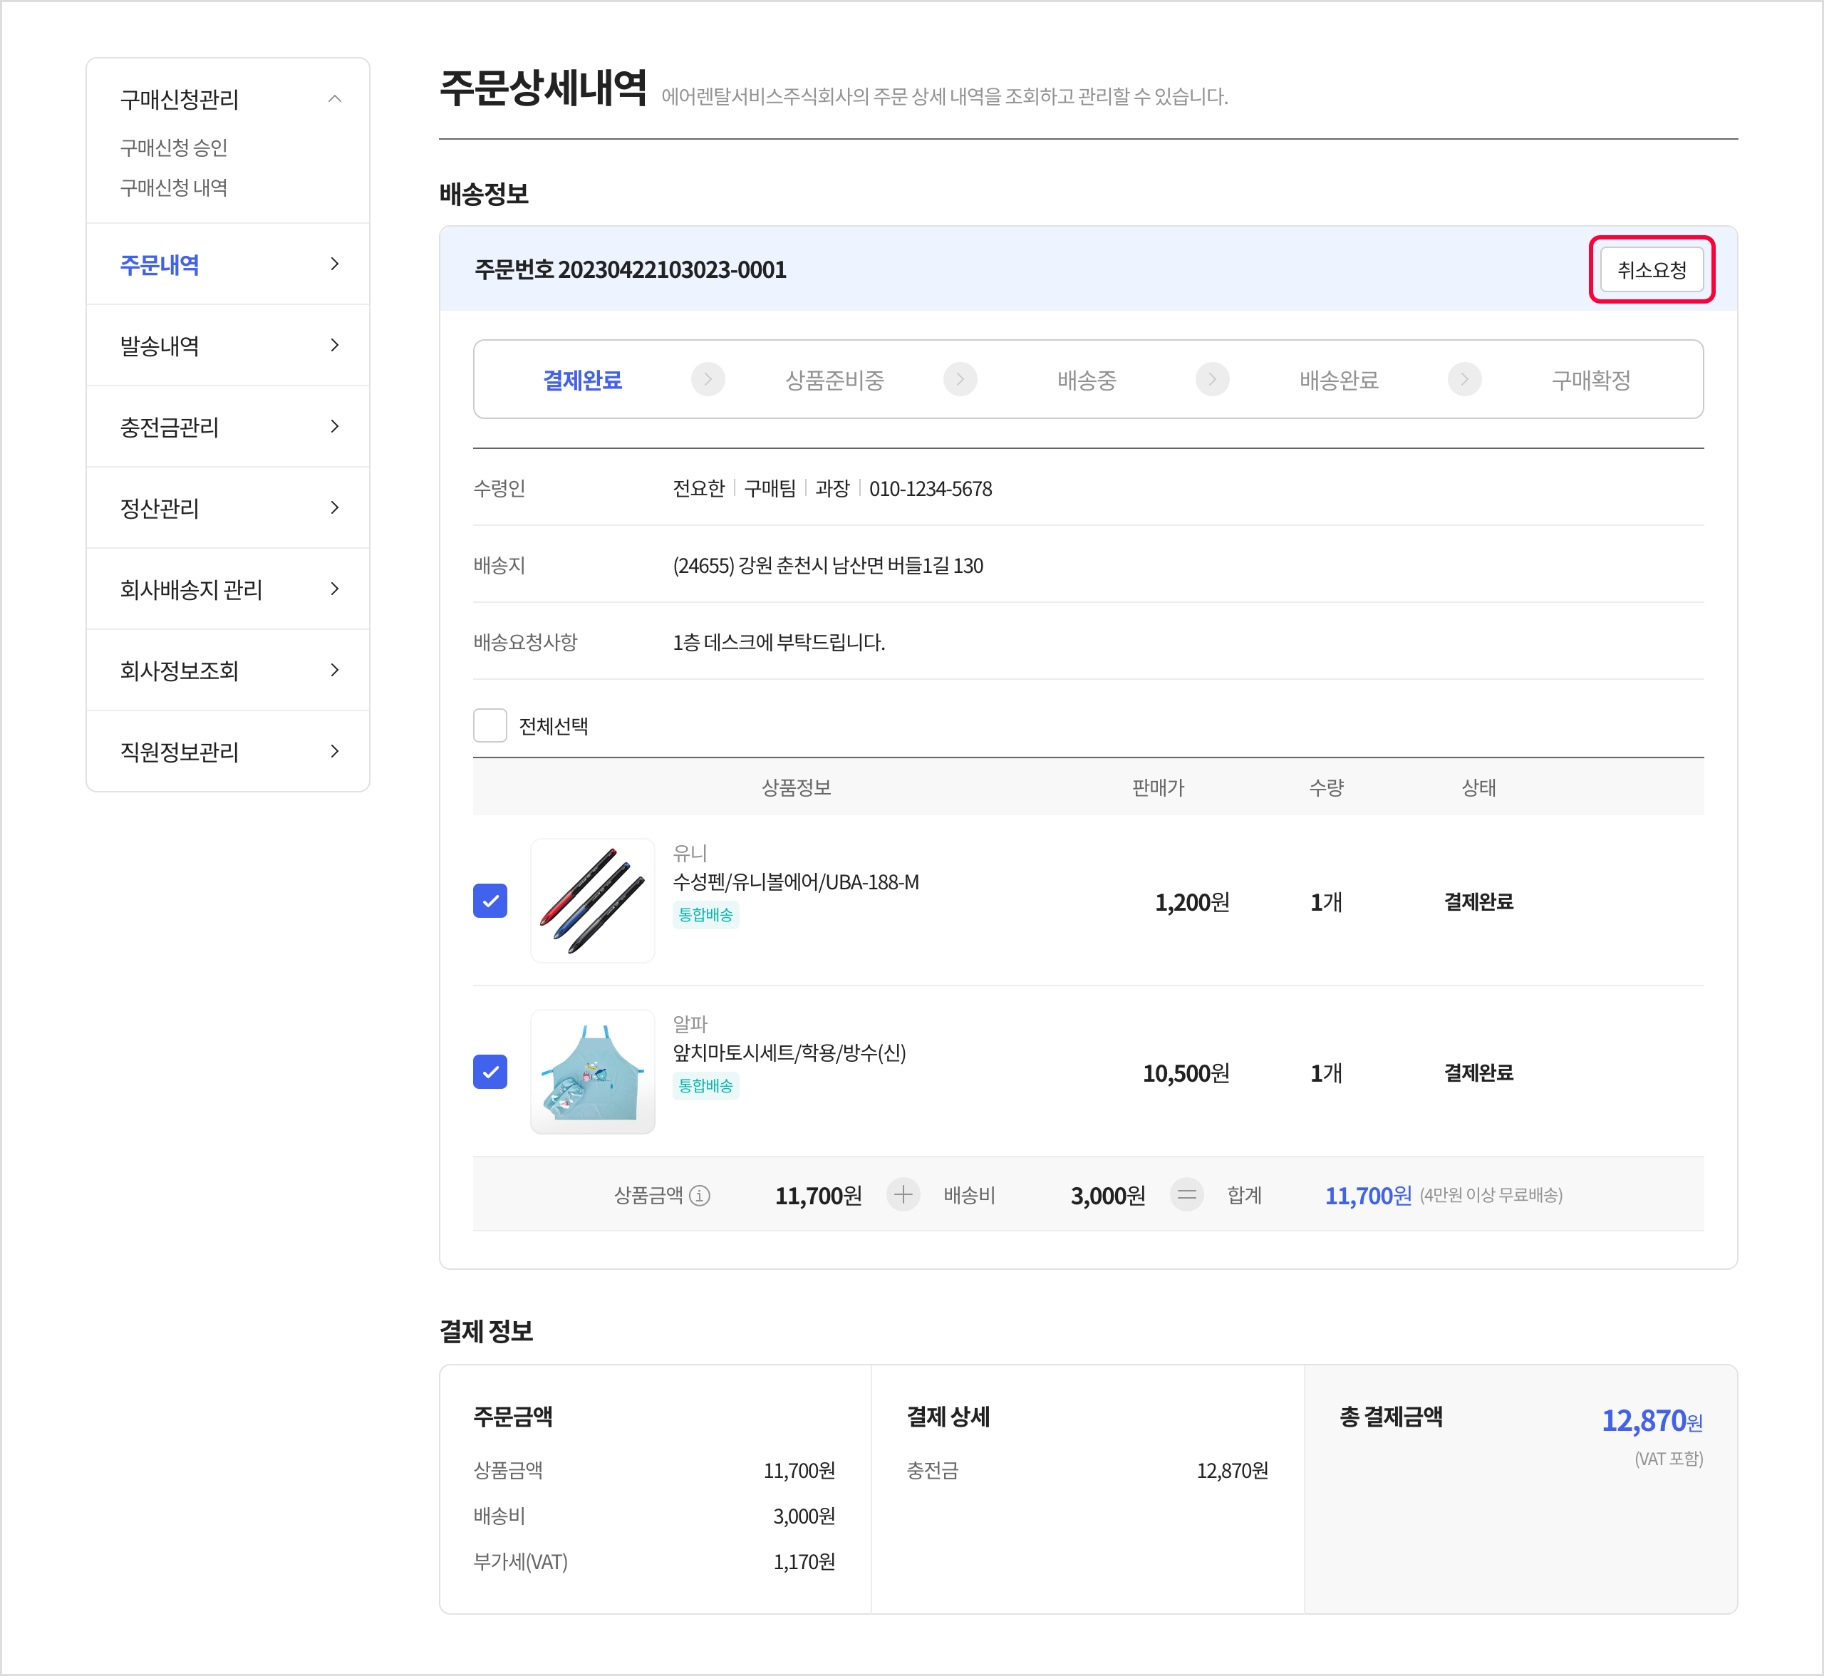 구매신청관리
구매신청 승인
구매신청 내역
주문내역
발송내역
충전금관리
정산관리
회사배송지 관리
회사정보조회
직원정보관리
주문상세내역 에어렌탈서비스주식회사의 주문 상세 내역을 조회하고 관리할 수 있습니다.
배송정보
주문번호 20230422103023-0001 취소요청
결제완료 상품준비중 배송중 배송완료 구매확정
수령인 전요한 구매팀 과장 010-1234-5678
배송지 (24655) 강원 춘천시 남산면 버들1길 130
배송요청사항 1층 데스크에 부탁드립니다.
전체선택
상품정보 판매가 수량 상태
유니
수성펜/유니볼에어/UBA-188-M
통합배송
1,200원 1개 결제완료
알파
앞치마토시세트/학용/방수(신)
통합배송
10,500원 1개 결제완료
상품금액 11,700원 + 배송비 3,000원 = 합계 11,700원 (4만원 이상 무료배송)
결제 정보
주문금액
상품금액 11,700원
배송비 3,000원
부가세(VAT) 1,170원
결제 상세
충전금 12,870원
총 결제금액 12,870원
(VAT 포함)